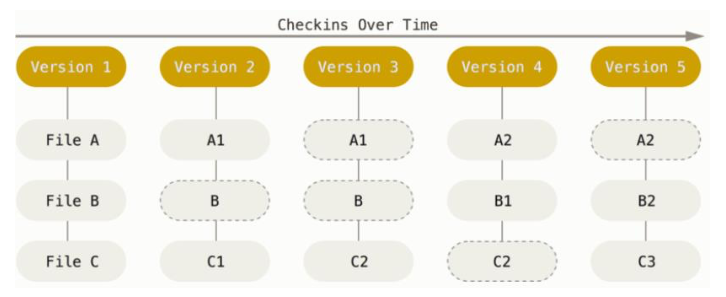 Checkins Over Time
Version 1 Version 2 Version 3 Version 4 Version 5
File A A1 A1 A2 A2
File B B B B1 B2
File C C1 C2 C2 C3